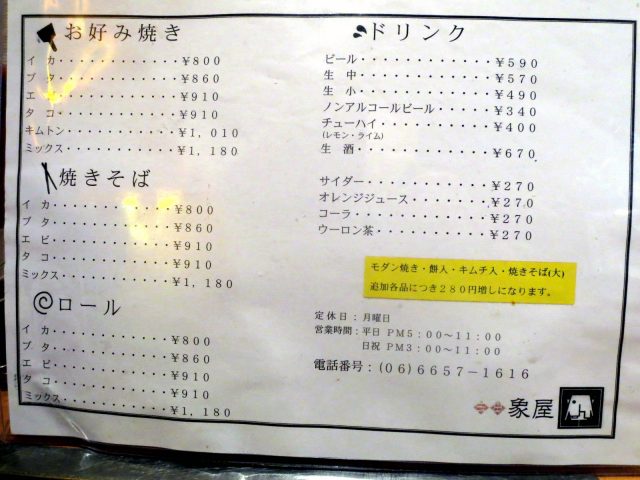 お好み焼き
イカ・・・・・・・・・・・・・¥800
ブタ・・・・・・・・・・・・・¥860
エビ・・・・・・・・・・・・・¥910
タコ・・・・・・・・・・・・・¥910
キムトン・・・・・・・・・・・¥1,010
ミックス・・・・・・・・・・・¥1,180
焼きそば
イカ・・・・・・・・・・・・・¥800
ブタ・・・・・・・・・・・・・¥860
エビ・・・・・・・・・・・・・¥910
タコ・・・・・・・・・・・・・¥910
ミックス・・・・・・・・・・・¥1,180
ロール
イカ・・・・・・・・・・・・・¥800
ブタ・・・・・・・・・・・・・¥860
エビ・・・・・・・・・・・・・¥910
タコ・・・・・・・・・・・・・¥910
ミックス・・・・・・・・・・・¥1,180
ドリンク
ビール・・・・・・・・・・・・¥590
生中・・・・・・・・・・・・・¥570
生小・・・・・・・・・・・・・¥490
ノンアルコールビール・・・・・¥340
チューハイ・・・・・・・・・・¥400
(レモン・ライム)
生酒・・・・・・・・・・・・・¥670
サイダー・・・・・・・・・・・¥270
オレンジジュース・・・・・・・¥270
コーラ・・・・・・・・・・・・¥270
ウーロン茶・・・・・・・・・・¥270
モダン焼き・餅入・キムチ入・焼きそば(大)
追加各品につき280円増しになります。
定休日:月曜日
営業時間:平日 PM5:00〜11:00
日祝 PM3:00〜11:00
電話番号:(06)6657-1616
象屋